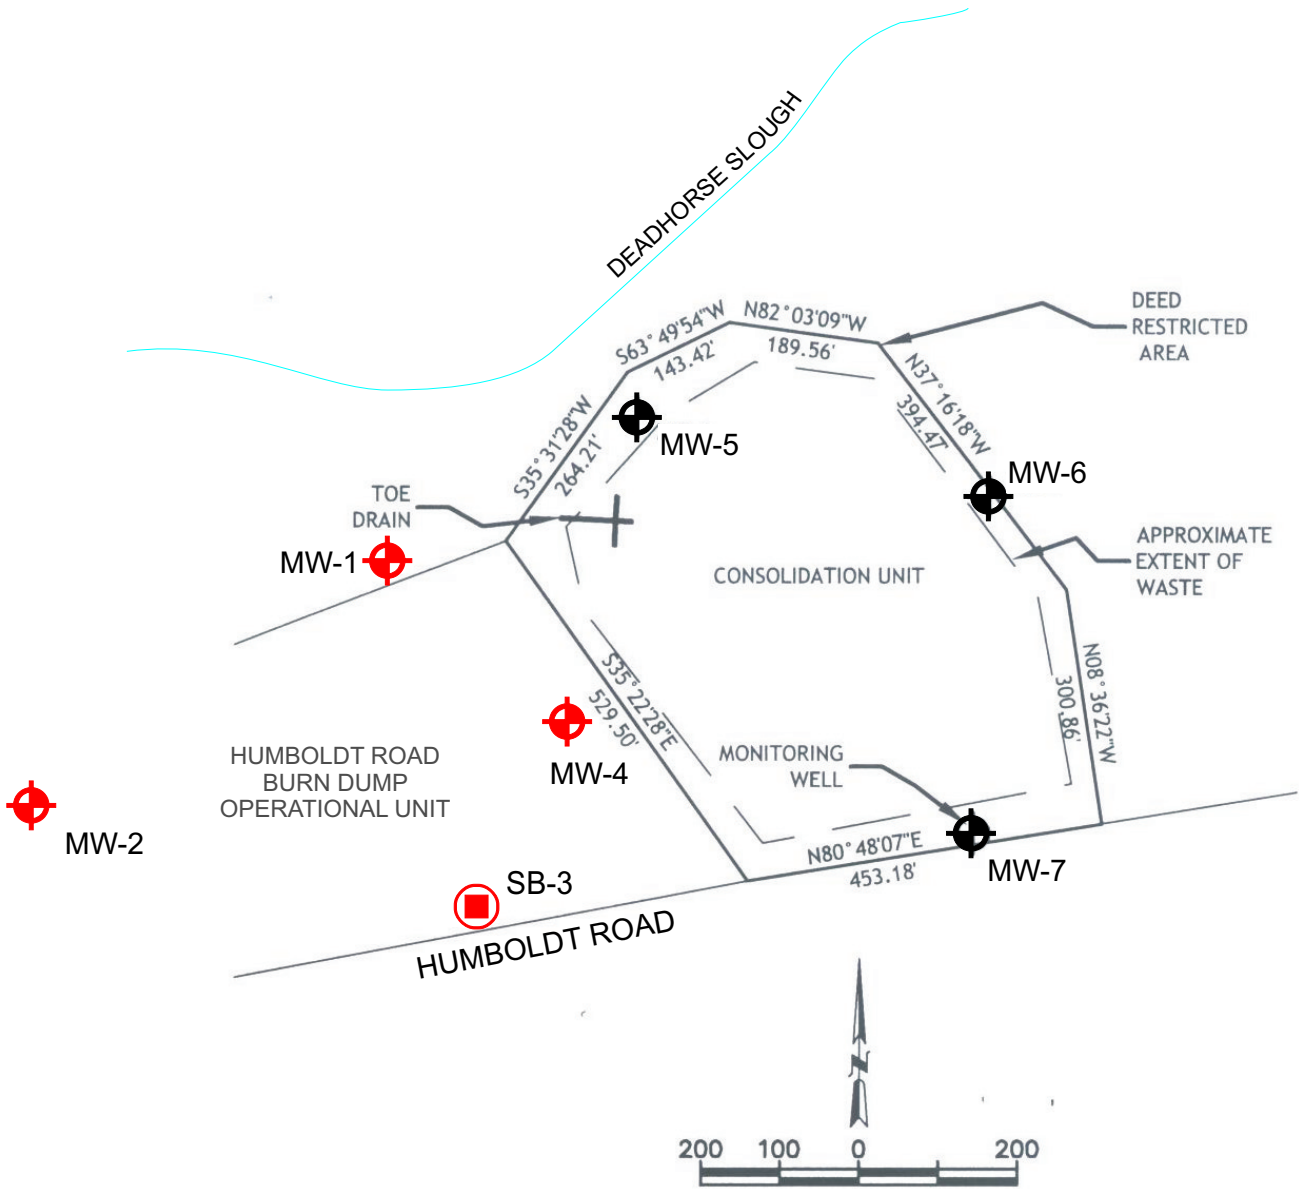 DEADHORSE SLOUGH
DEED
RESTRICTED
AREA
N82°03'09"W
189.56'
S63°49'54"W
143.42'
N37°16'18"W
394.47'
S35°31'28"W
264.21'
MW-5
MW-6
TOE
DRAIN
MW-1
APPROXIMATE
EXTENT OF
WASTE
CONSOLIDATION UNIT
S35°22'28"E
529.50'
N08°36'22"W
300.86'
MW-4
MONITORING
WELL
HUMBOLDT ROAD
BURN DUMP
OPERATIONAL UNIT
MW-2
N80°48'07"E
453.18'
MW-7
SB-3
HUMBOLDT ROAD
N
200 100 0 200